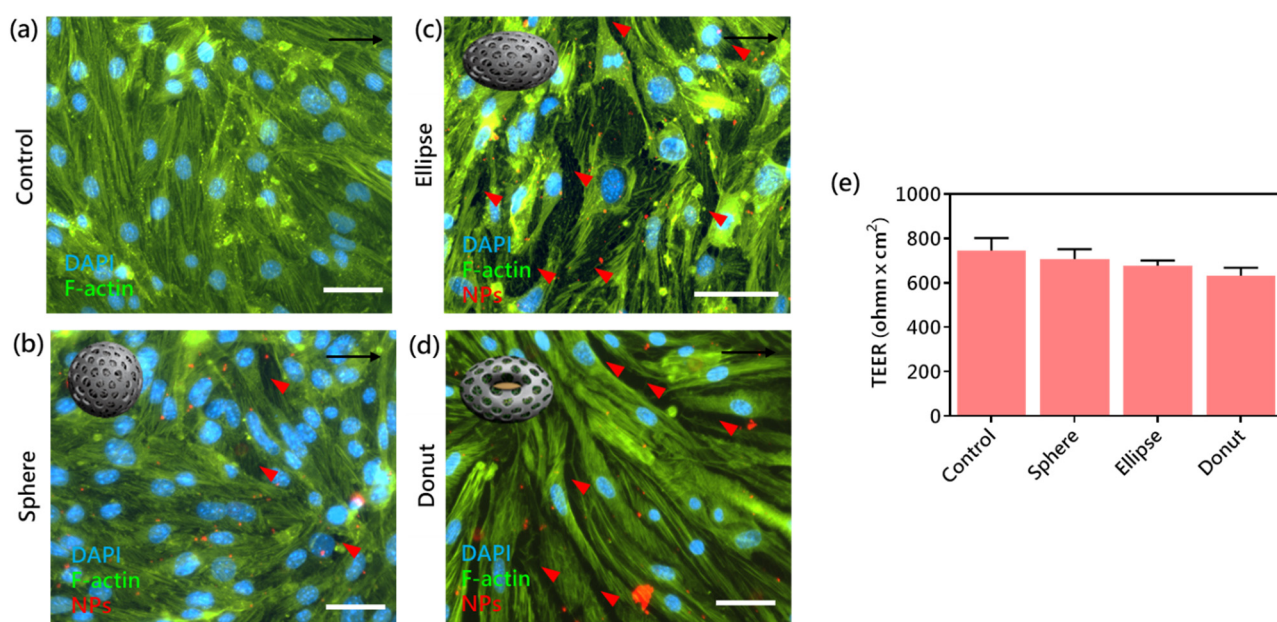 (a)
Control
DAPI
F-actin
(b)
Sphere
DAPI
F-actin
NPs
(c)
Ellipse
DAPI
F-actin
NPs
(d)
Donut
DAPI
F-actin
NPs
(e)
TEER (ohmn x cm²)
1000
800
600
400
200
0
Control
Sphere
Ellipse
Donut